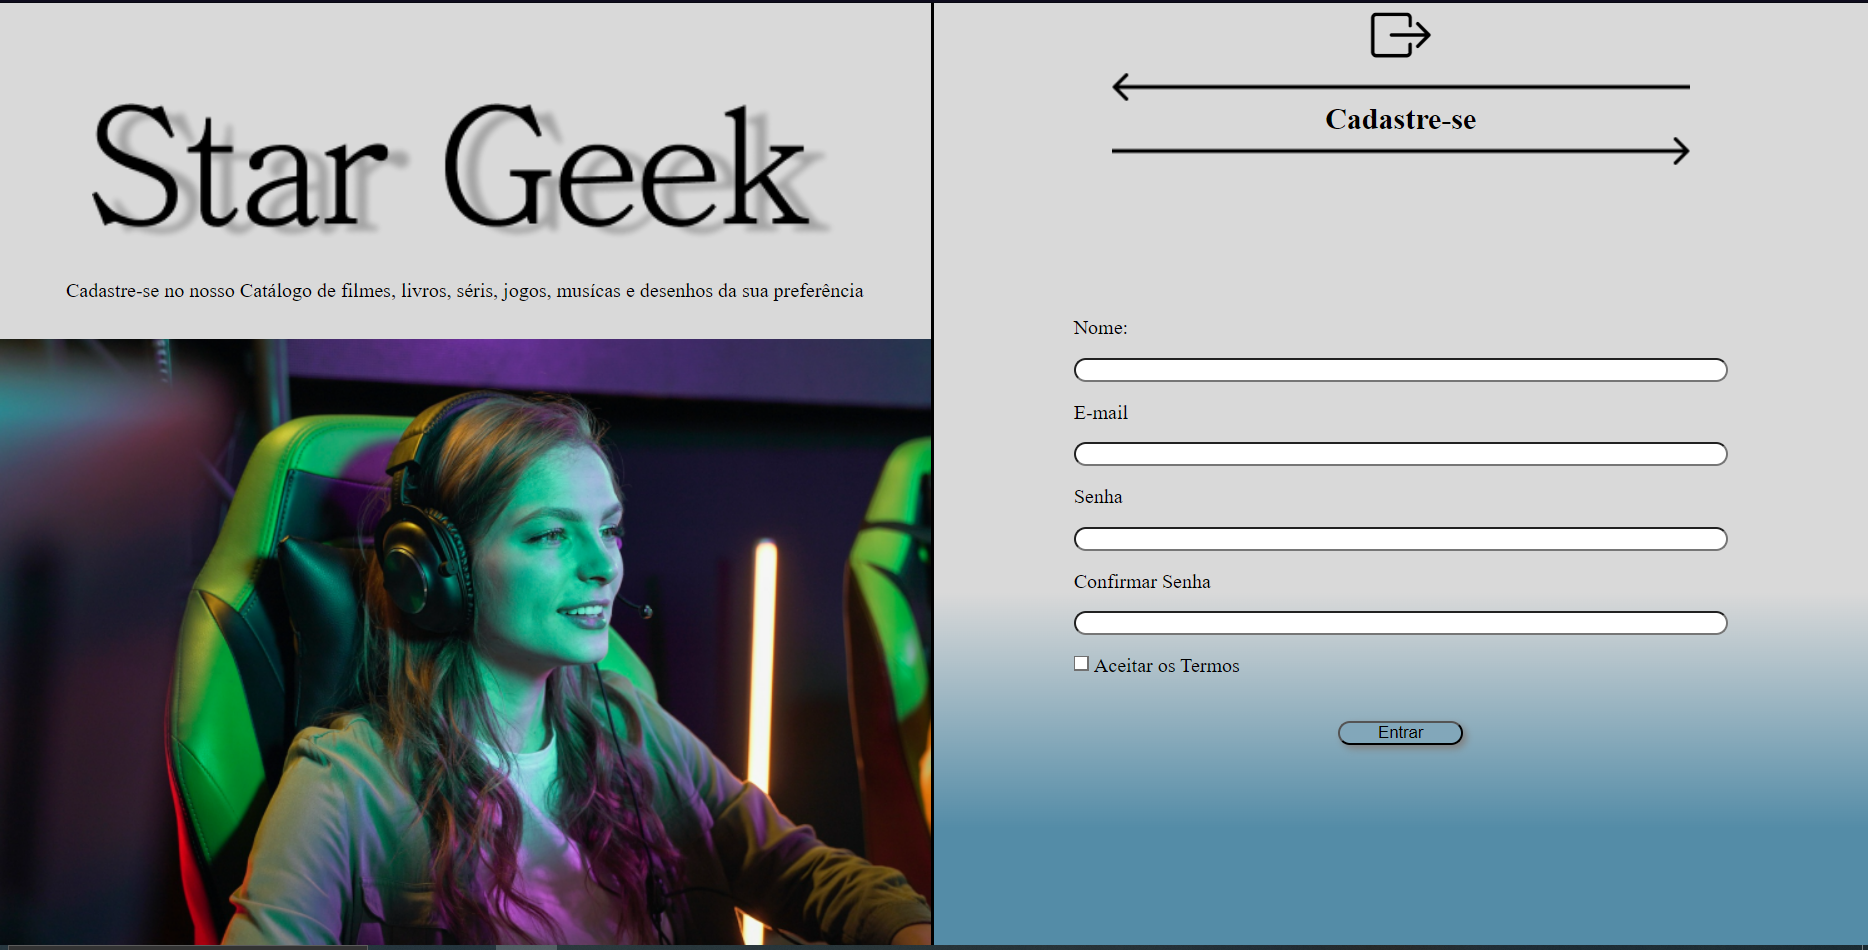 Star Geek
Cadastre-se no nosso Catálogo de filmes, livros, séris, jogos, musícas e desenhos da sua preferência
Cadastre-se
Nome:
E-mail
Senha
Confirmar Senha
Aceitar os Termos
Entrar